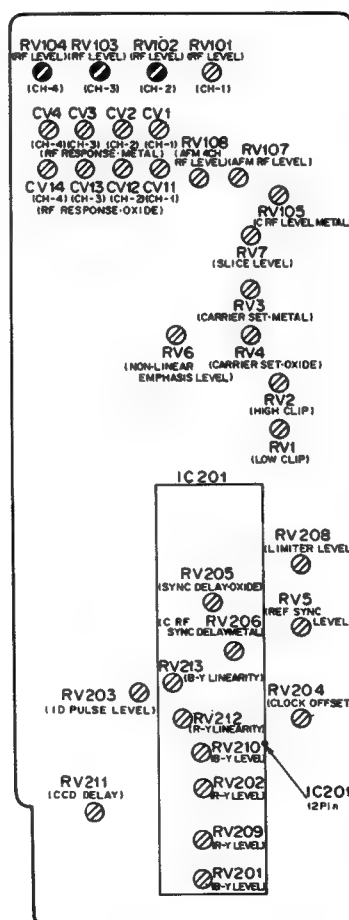 RV104 RV103 RV102 RV101
(RF LEVEL) (RF LEVEL) (RF LEVEL) (RF LEVEL)
(CH-4) (CH-3) (CH-2) (CH-1)
CV4 CV3 CV2 CV1
(CH-4) (CH-3) (CH-2) (CH-1)
(RF RESPONSE-METAL)
RV108 RV107
(AFM 4CH RF LEVEL) (AFM RF LEVEL)
CV14 CV13 CV12 CV11
(CH-4) (CH-3) (CH-2) (CH-1)
(RF RESPONSE-OXIDE)
RV105
(C RF LEVEL METAL)
RV7
(SLICE LEVEL)
RV3
(CARRIER SET-METAL)
RV6
(NON-LINEAR
EMPHASIS LEVEL)
RV4
(CARRIER SET-OXIDE)
RV2
(HIGH CLIP)
RV1
(LOW CLIP)
IC201
RV208
(LIMITER LEVEL)
RV205
(SYNC DELAY-OXIDE)
(C RF RV206
SYNC DELAY METAL)
RV5
(REF SYNC
LEVEL)
RV213
(B-Y LINEARITY)
RV203
(ID PULSE LEVEL)
RV204
(CLOCK OFFSET)
RV212
(R-Y LINEARITY)
RV210
(B-Y LEVEL)
RV211
(CCD DELAY)
RV202
(R-Y LEVEL)
IC201
12Pin
RV209
(R-Y LEVEL)
RV201
(B-Y LEVEL)